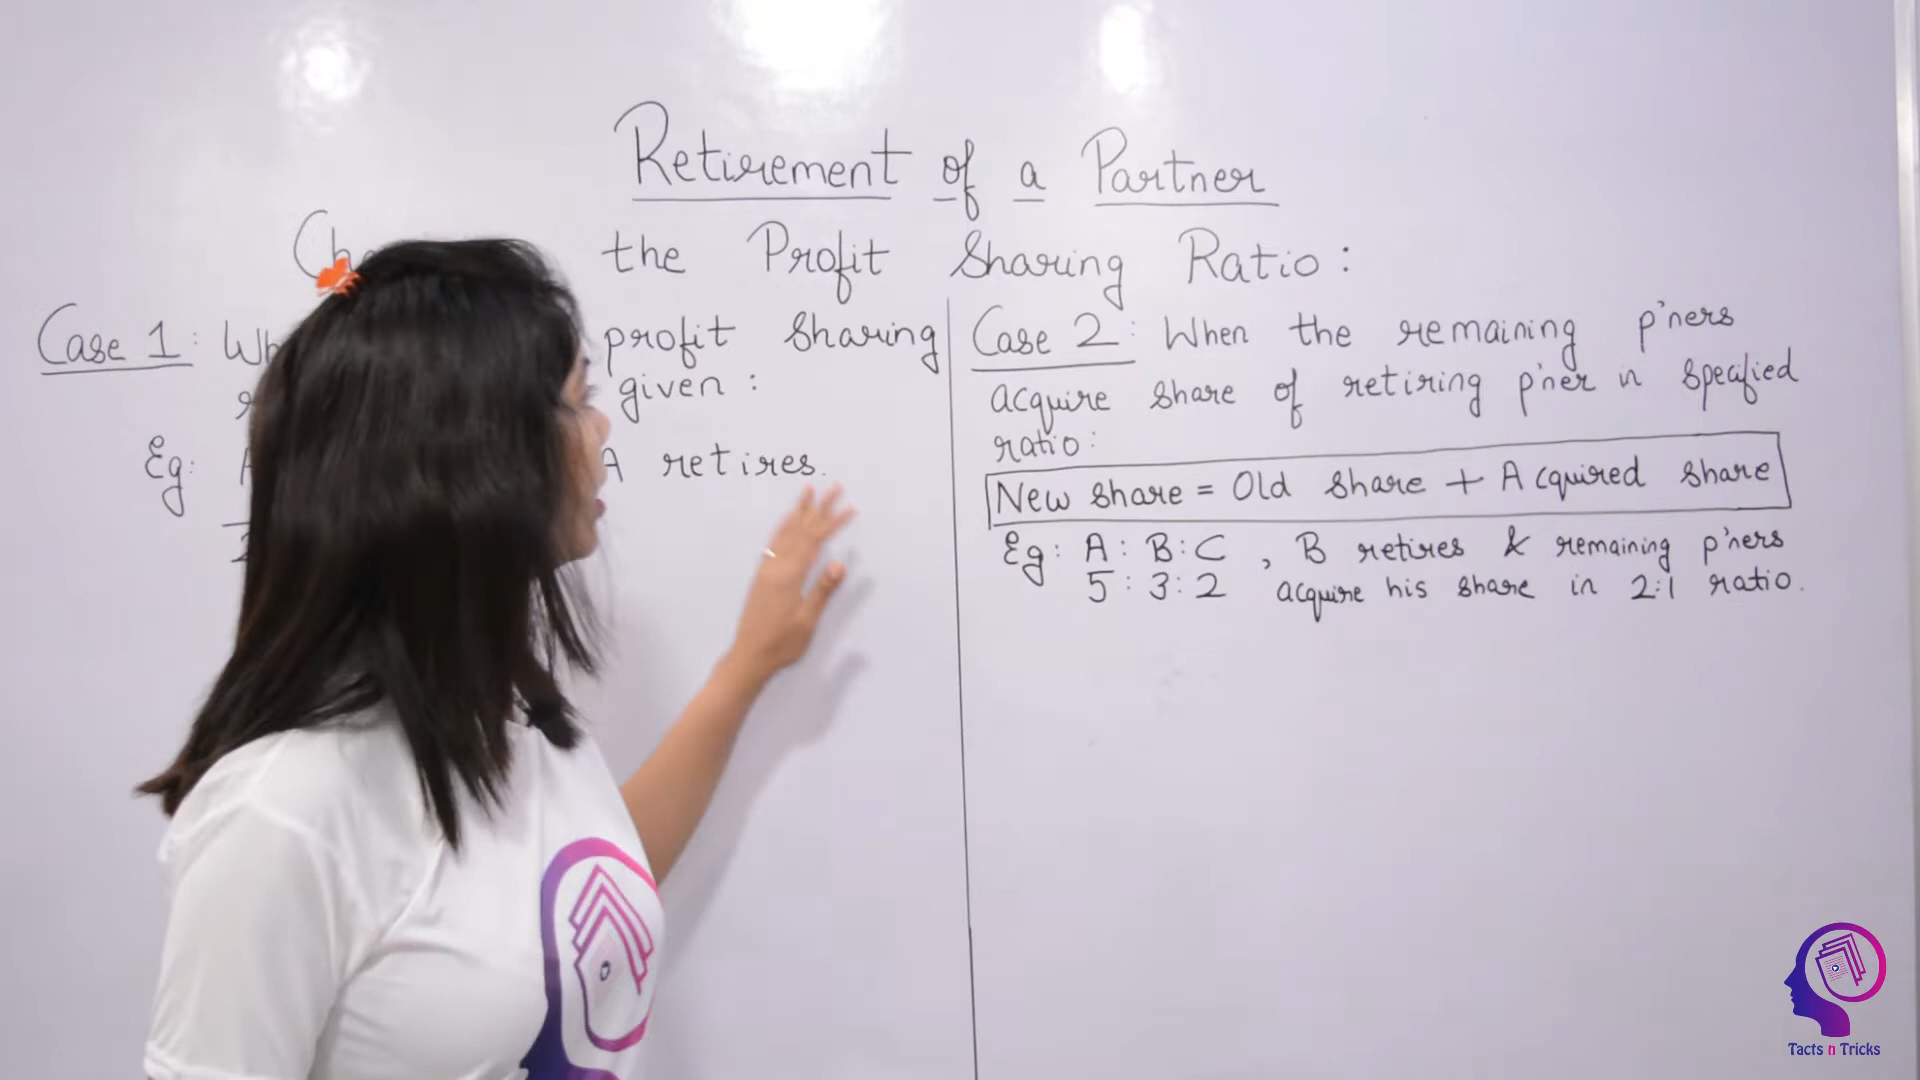 Retirement of a Partner
the Profit Sharing Ratio:
Case 1: profit sharing
given:
Eg: A retires.
Case 2: When the remaining p'ners
acquire share of retiring p'ner in specified
ratio:
New share = Old share + Acquired share
Eg: A : B : C , B retires & remaining p'ners
5 : 3 : 2 acquire his share in 2:1 ratio.
Tacts n Tricks